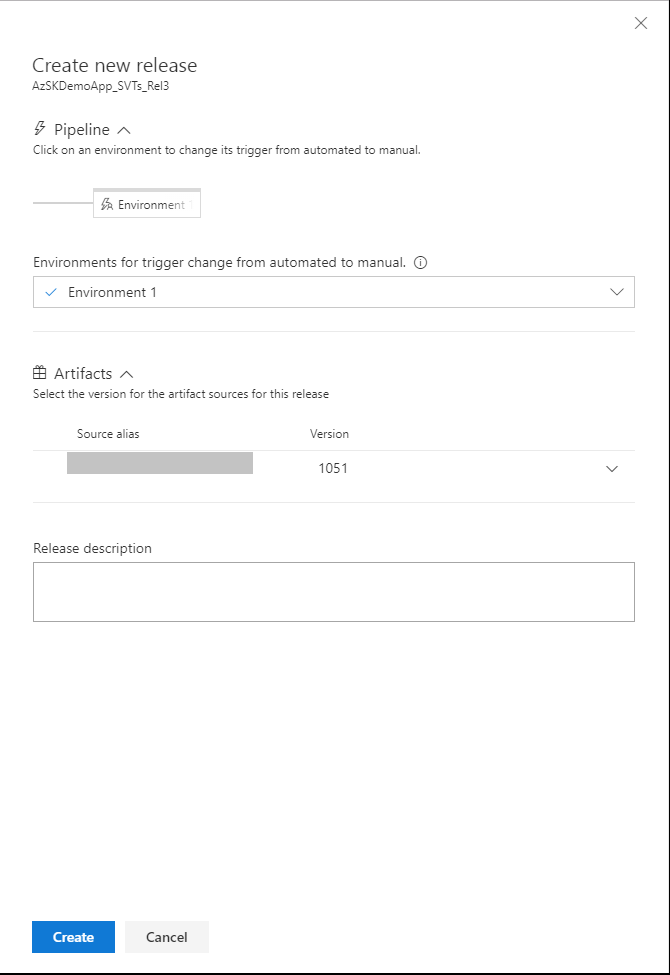 Create new release
AzSKDemoApp_SVTs_Rel3
Pipeline
Click on an environment to change its trigger from automated to manual.
Environment
Environments for trigger change from automated to manual.
Environment 1
Artifacts
Select the version for the artifact sources for this release
Source alias Version
1051
Release description
Create Cancel